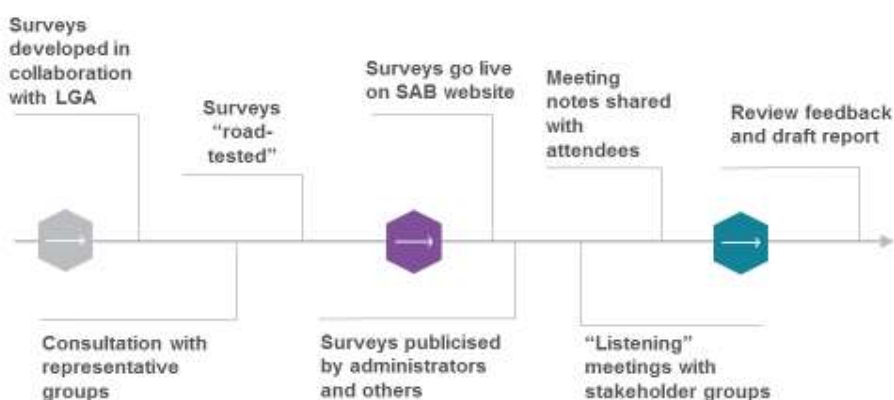 Surveys
developed in
collaboration
with LGA
Surveys
“road-
tested”
Surveys go live
on SAB website
Meeting
notes shared
with
attendees
Review feedback
and draft report
Consultation with
representative
groups
Surveys publicised
by administrators
and others
“Listening”
meetings with
stakeholder groups